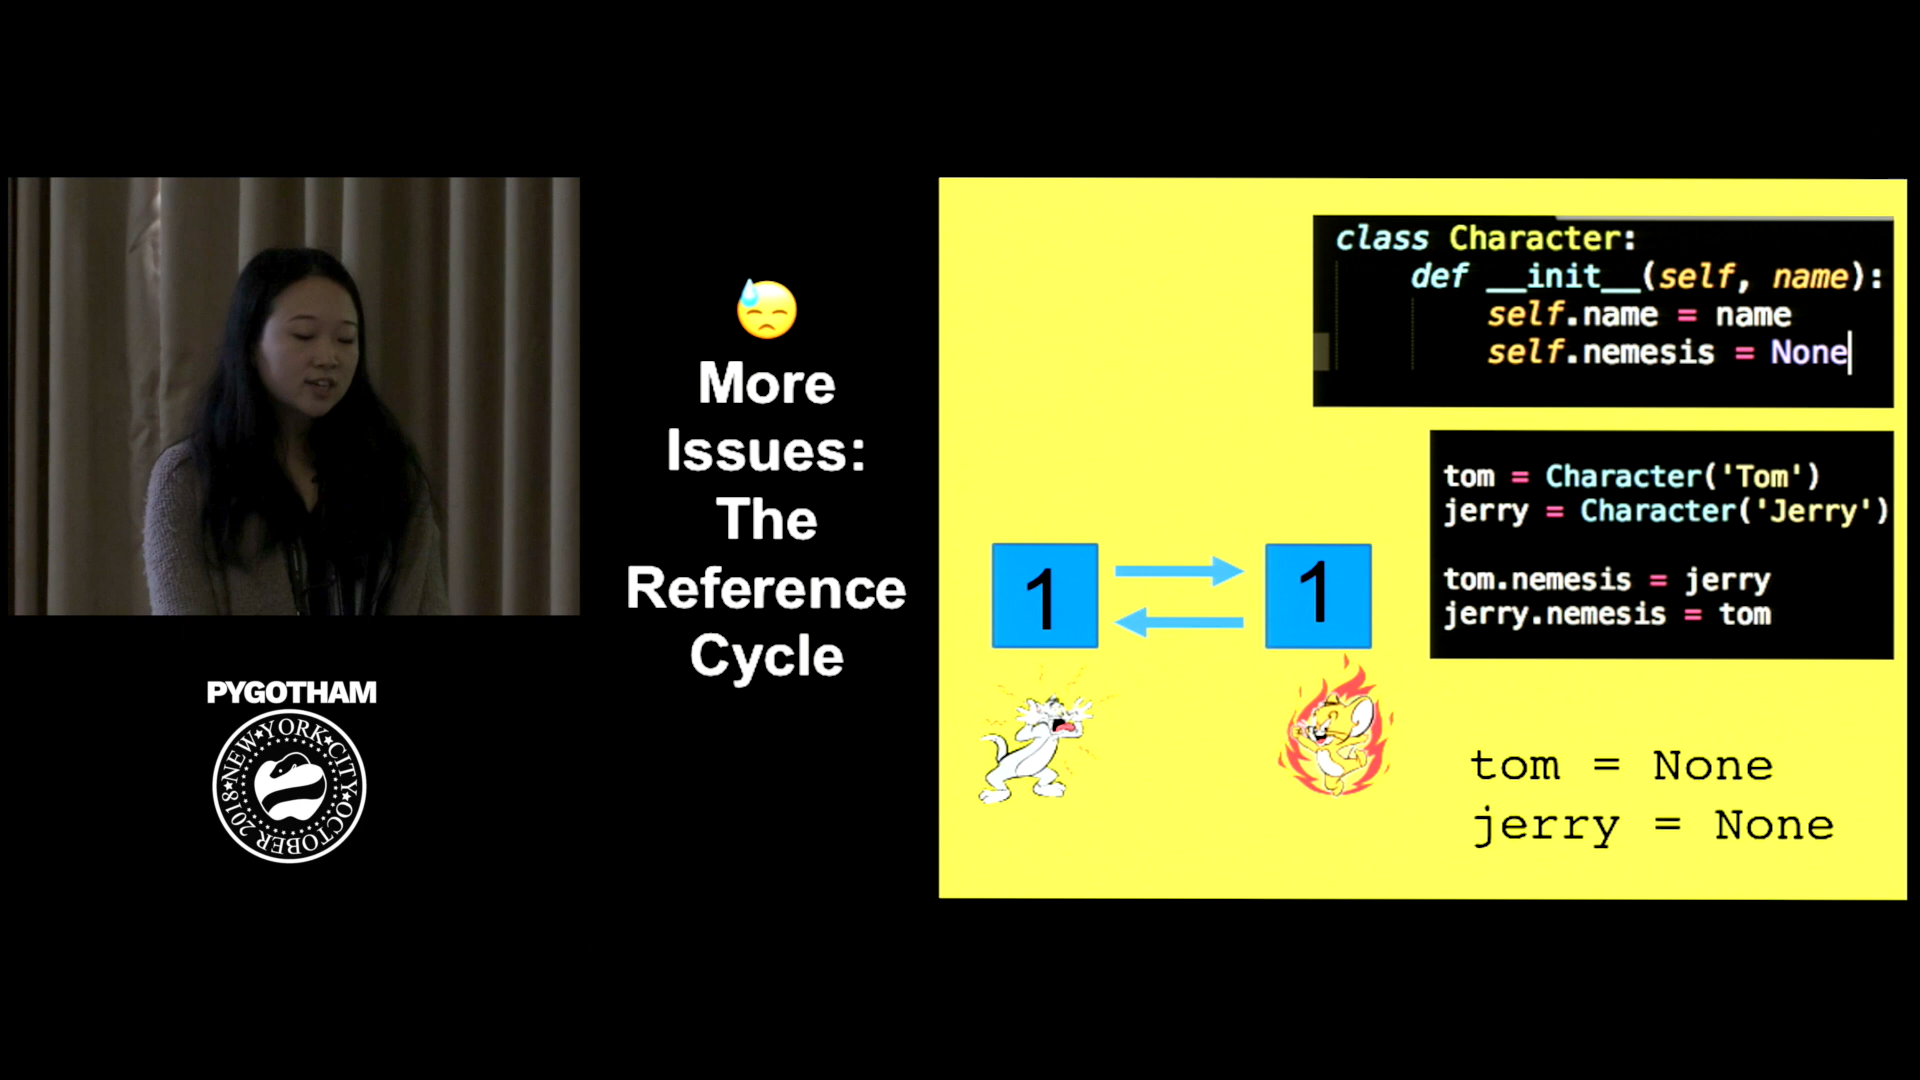 More
Issues:
The
Reference
Cycle
class Character:
def __init__(self, name):
self.name = name
self.nemesis = None
tom = Character('Tom')
jerry = Character('Jerry')
tom.nemesis = jerry
jerry.nemesis = tom
1
1
tom = None
jerry = None
PYGOTHAM
NEW★YORK★CITY★OCTOBER 2018★